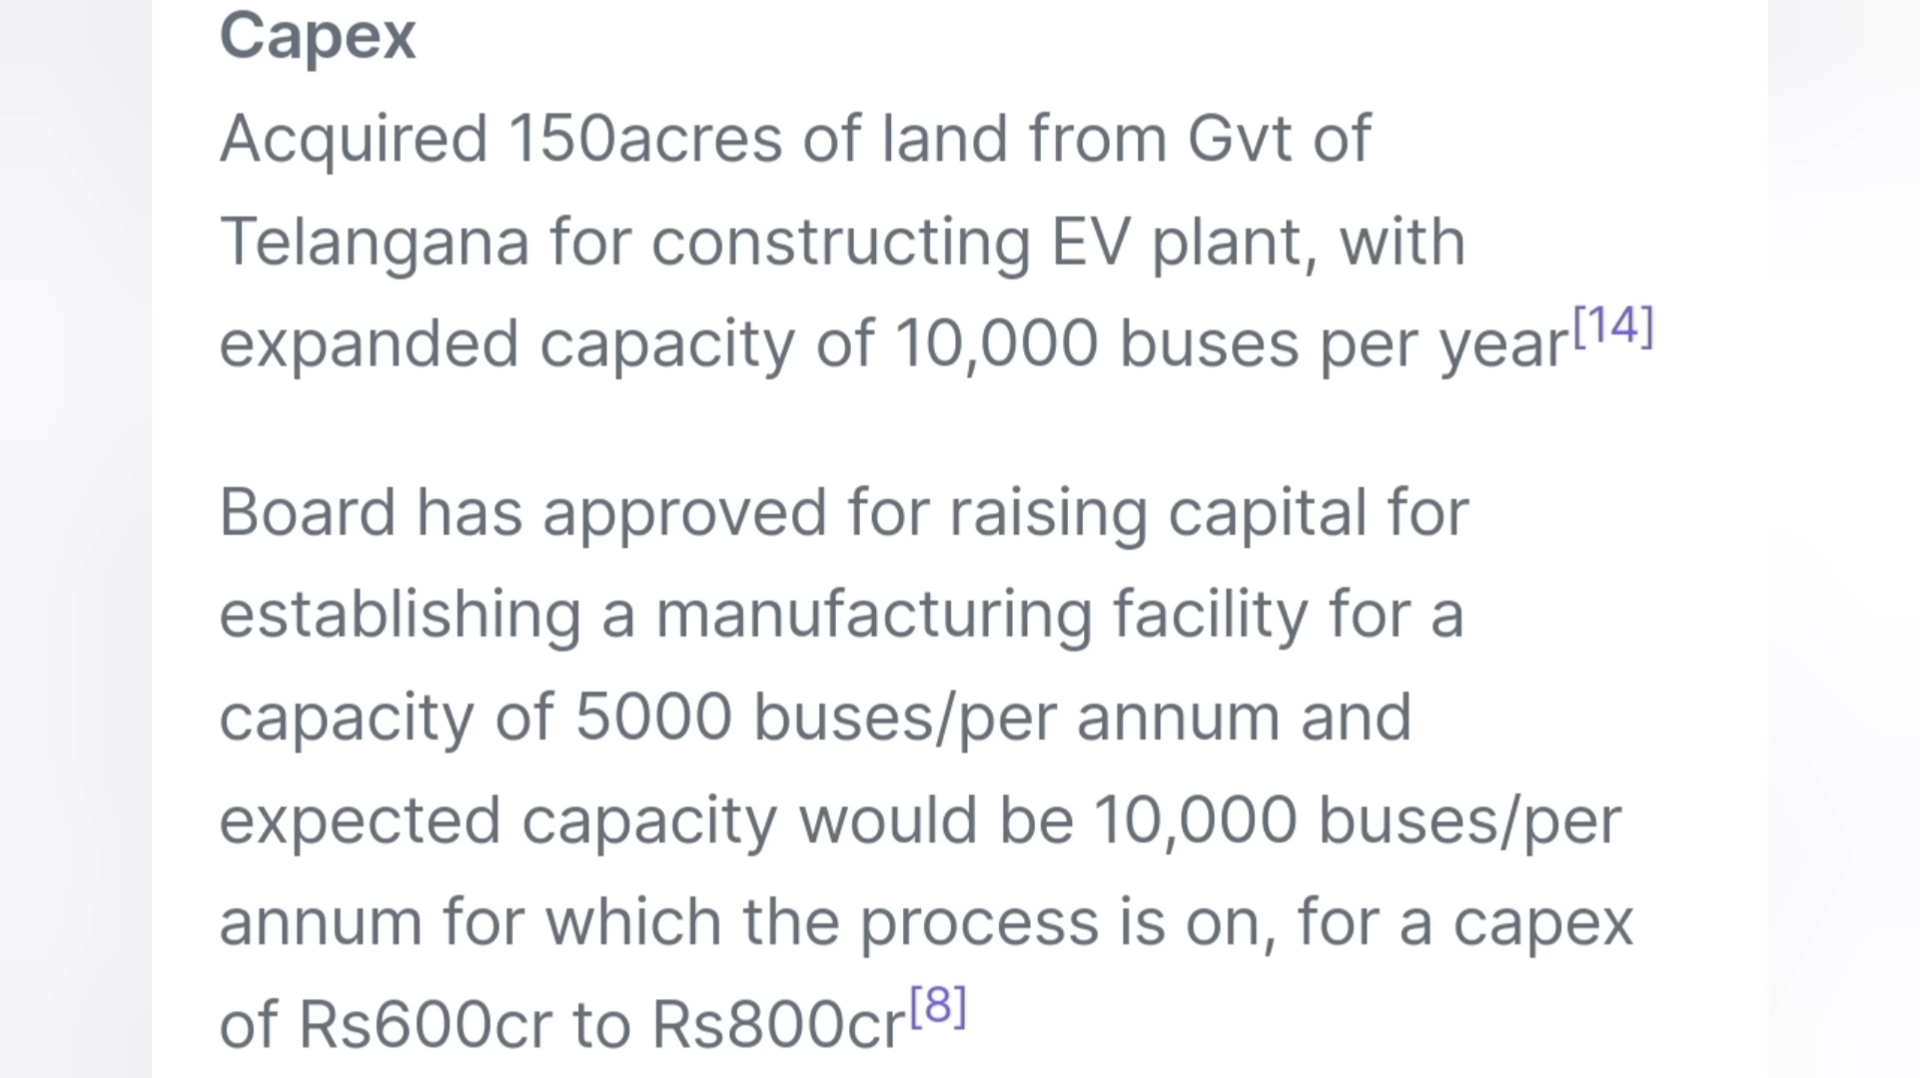 Capex
Acquired 150acres of land from Gvt of
Telangana for constructing EV plant, with
expanded capacity of 10,000 buses per year[14]
Board has approved for raising capital for
establishing a manufacturing facility for a
capacity of 5000 buses/per annum and
expected capacity would be 10,000 buses/per
annum for which the process is on, for a capex
of Rs600cr to Rs800cr[8]